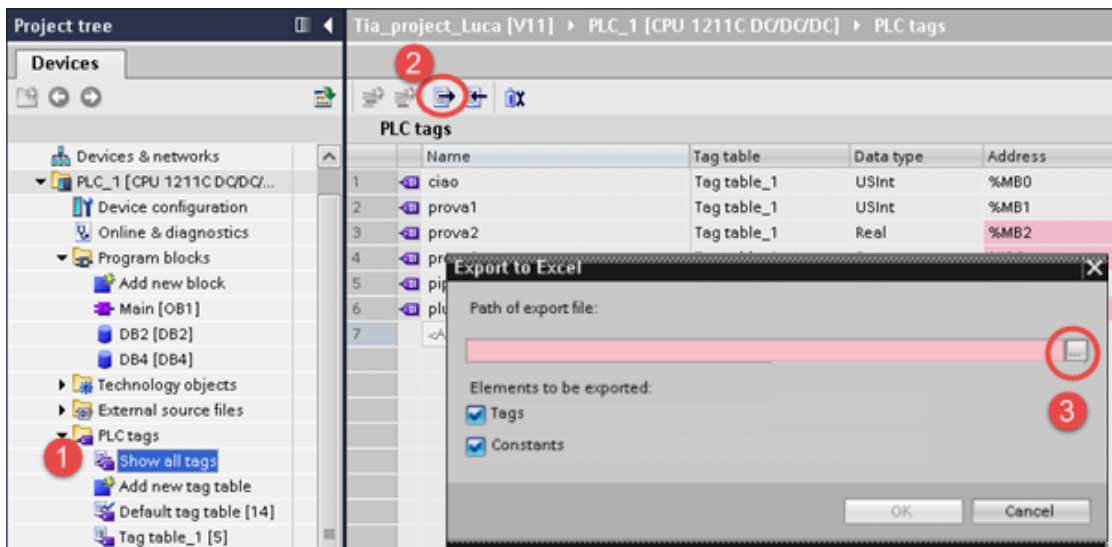 Project tree
Tia_project_Luca [V11] PLC_1 [CPU 1211C DC/DC/DC] PLC tags
Devices
2
PLC tags
Name Tag table Data type Address
1 ciao Tag table_1 USInt %MB0
2 prova1 Tag table_1 USInt %MB1
3 prova2 Tag table_1 Real %MB2
4
5
6
7
Devices & networks
PLC_1 [CPU 1211C DC/DC/...
Device configuration
Online & diagnostics
Program blocks
Add new block
Main [OB1]
DB2 [DB2]
DB4 [DB4]
Technology objects
External source files
PLC tags
1
Show all tags
Add new tag table
Default tag table [14]
Tag table_1 [5]
Export to Excel
Path of export file:
...
3
Elements to be exported:
Tags
Constants
OK Cancel